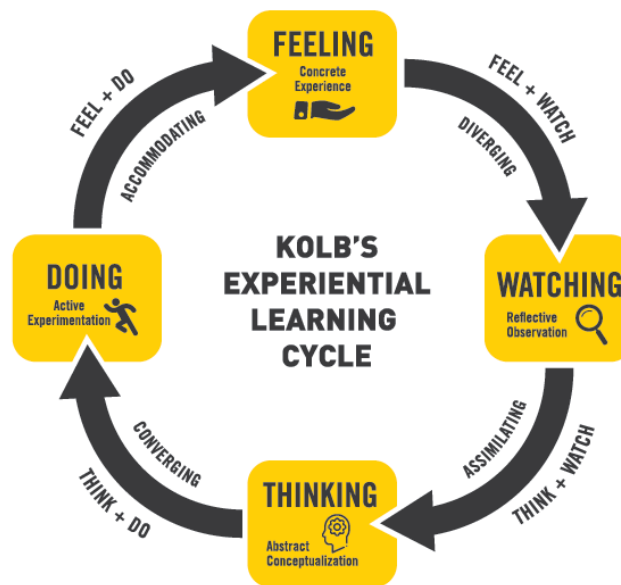 FEELING
Concrete
Experience
FEEL + WATCH
DIVERGING
WATCHING
Reflective
Observation
THINK + WATCH
ASSIMILATING
THINKING
Abstract
Conceptualization
THINK + DO
CONVERGING
DOING
Active
Experimentation
FEEL + DO
ACCOMMODATING
KOLB'S
EXPERIENTIAL
LEARNING
CYCLE